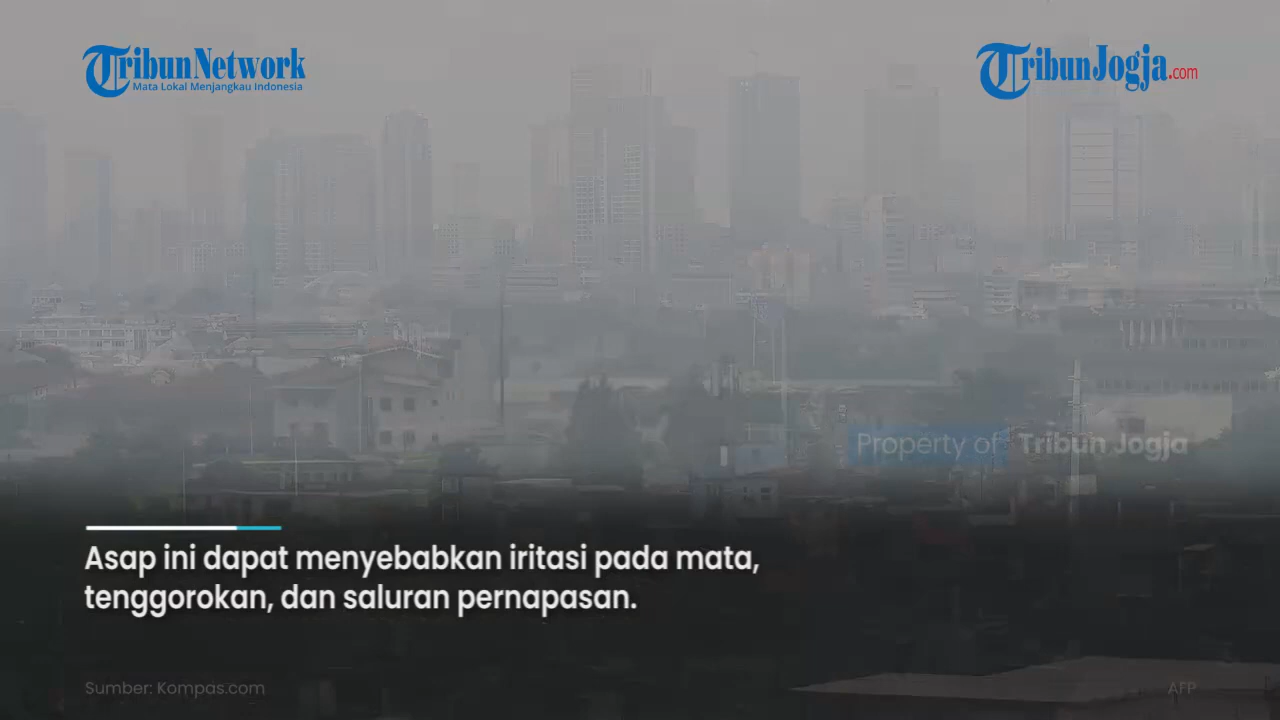 TribunNetwork
Mata Lokal Menjangkau Indonesia
TribunJogja.com
Property of Tribun Jogja
Asap ini dapat menyebabkan iritasi pada mata,
tenggorokan, dan saluran pernapasan.
Sumber: Kompas.com
AFP